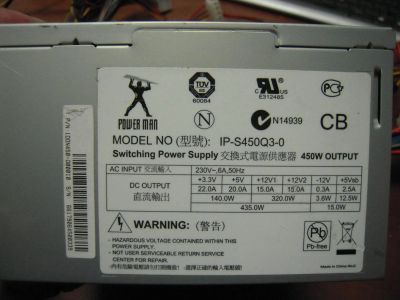 POWER MAN
TÜV
60084
N
E312485
N14939
CB
MODEL NO (型號): IP-S450Q3-0
Switching Power Supply 交換式電源供應器 450W OUTPUT
AC INPUT 交流輸入 230V~,6A,50Hz
DC OUTPUT 直流輸出 +3.3V +5V +12V1 +12V2 -12V +5Vsb
22.0A 20.0A 15.0A 15.0A 0.3A 2.5A
140.0W 320.0W 3.6W 12.5W
435.0W 15.0W
WARNING: (警告)
- HAZARDOUS VOLTAGE CONTAINED WITHIN THIS
POWER SUPPLY.
- NOT USER SERVICEABLE RETURN SERVICE
CENTER FOR REPAIR.
Pb-free